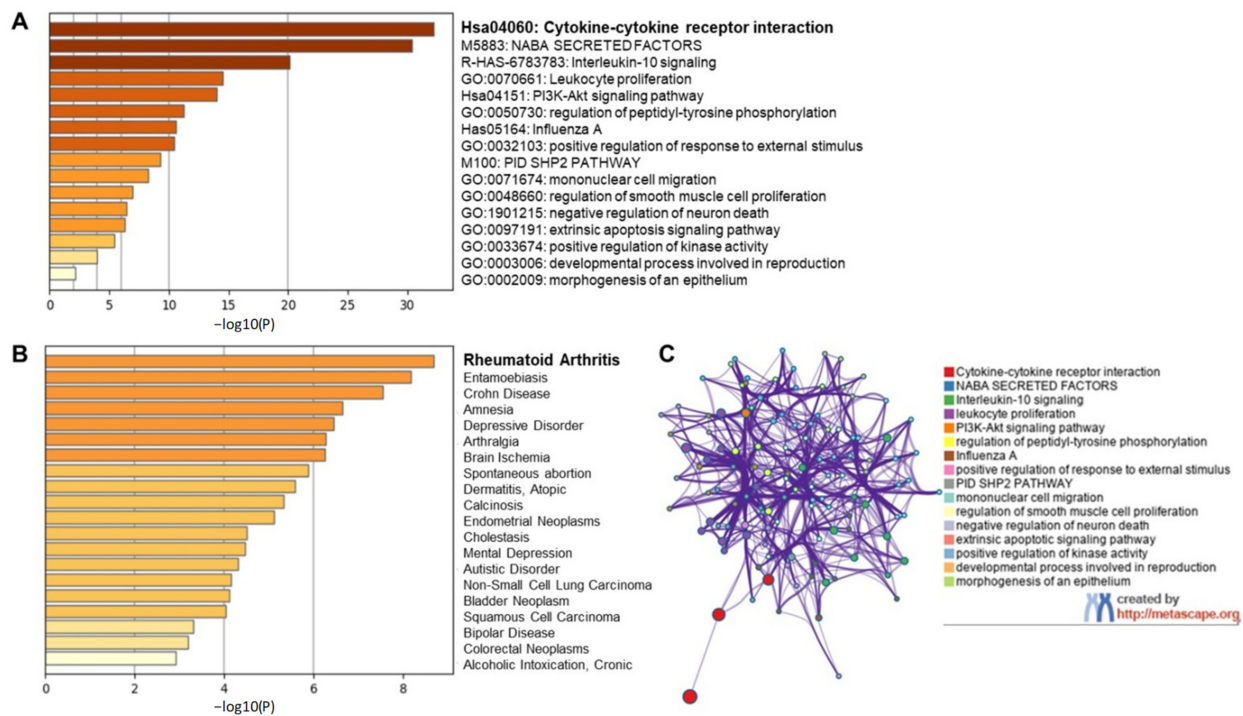 A
Hsa04060: Cytokine-cytokine receptor interaction
M5883: NABA SECRETED FACTORS
R-HAS-6783783: Interleukin-10 signaling
GO:0070661: Leukocyte proliferation
Hsa04151: PI3K-Akt signaling pathway
GO:0050730: regulation of peptidyl-tyrosine phosphorylation
Has05164: Influenza A
GO:0032103: positive regulation of response to external stimulus
M100: PID SHP2 PATHWAY
GO:0071674: mononuclear cell migration
GO:0048660: regulation of smooth muscle cell proliferation
GO:1901215: negative regulation of neuron death
GO:0097191: extrinsic apoptosis signaling pathway
GO:0033674: positive regulation of kinase activity
GO:0003006: developmental process involved in reproduction
GO:0002009: morphogenesis of an epithelium
0 5 10 15 20 25 30
−log10(P)
B
Rheumatoid Arthritis
Entamoebiasis
Crohn Disease
Amnesia
Depressive Disorder
Arthralgia
Brain Ischemia
Spontaneous abortion
Dermatitis, Atopic
Calcinosis
Endometrial Neoplasms
Cholestasis
Mental Depression
Autistic Disorder
Non-Small Cell Lung Carcinoma
Bladder Neoplasm
Squamous Cell Carcinoma
Bipolar Disease
Colorectal Neoplasms
Alcoholic Intoxication, Cronic
0 2 4 6 8
−log10(P)
C
Cytokine-cytokine receptor interaction
NABA SECRETED FACTORS
Interleukin-10 signaling
leukocyte proliferation
PI3K-Akt signaling pathway
regulation of peptidyl-tyrosine phosphorylation
Influenza A
positive regulation of response to external stimulus
PID SHP2 PATHWAY
mononuclear cell migration
regulation of smooth muscle cell proliferation
negative regulation of neuron death
extrinsic apoptotic signaling pathway
positive regulation of kinase activity
developmental process involved in reproduction
morphogenesis of an epithelium
created by
http://metascape.org